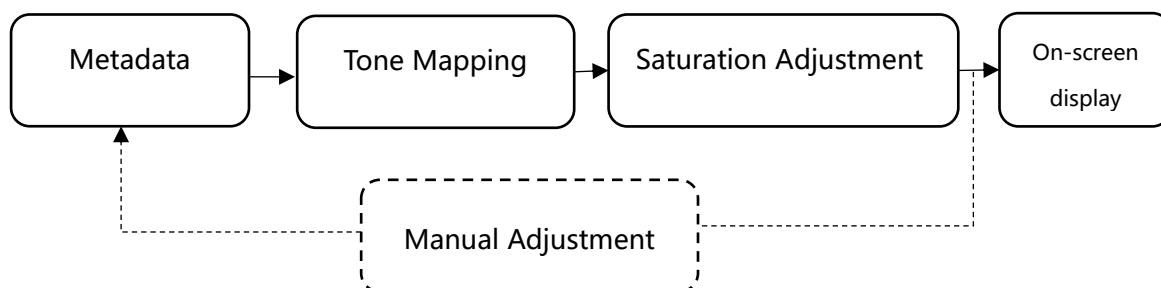 Metadata
Tone Mapping
Saturation Adjustment
On-screen
display
Manual Adjustment